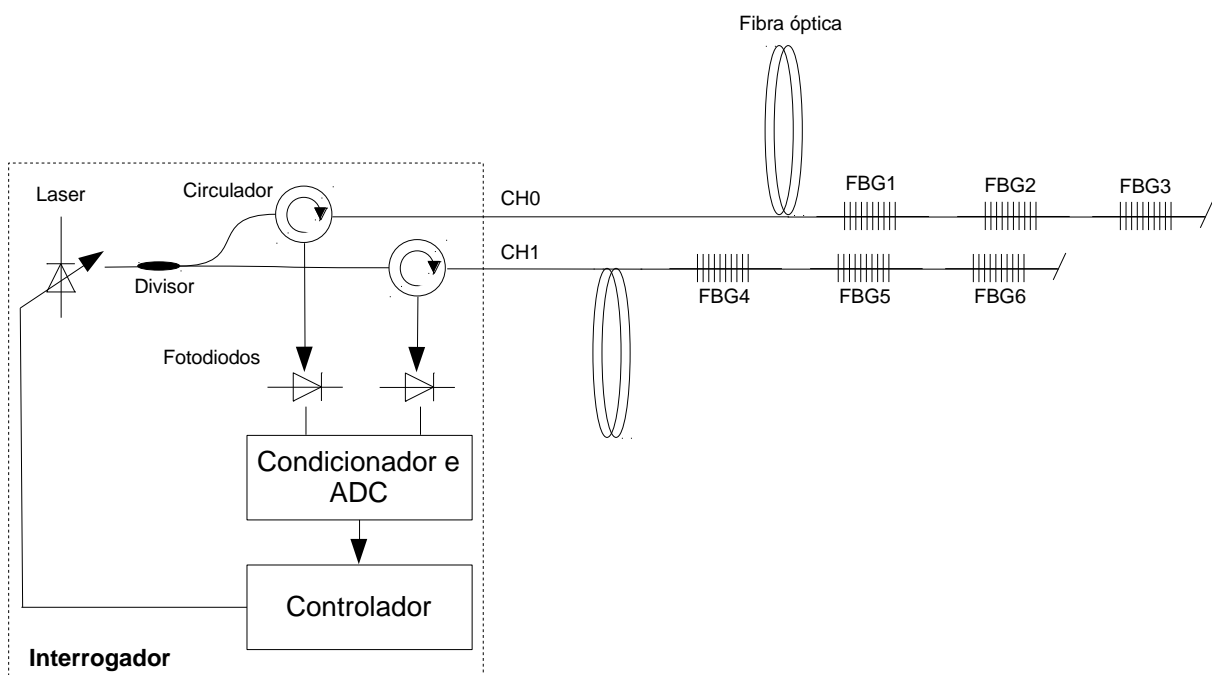 Fibra óptica
Laser
Circulador
CH0
FBG1
FBG2
FBG3
CH1
Divisor
FBG4
FBG5
FBG6
Fotodiodos
Condicionador e
ADC
Controlador
Interrogador